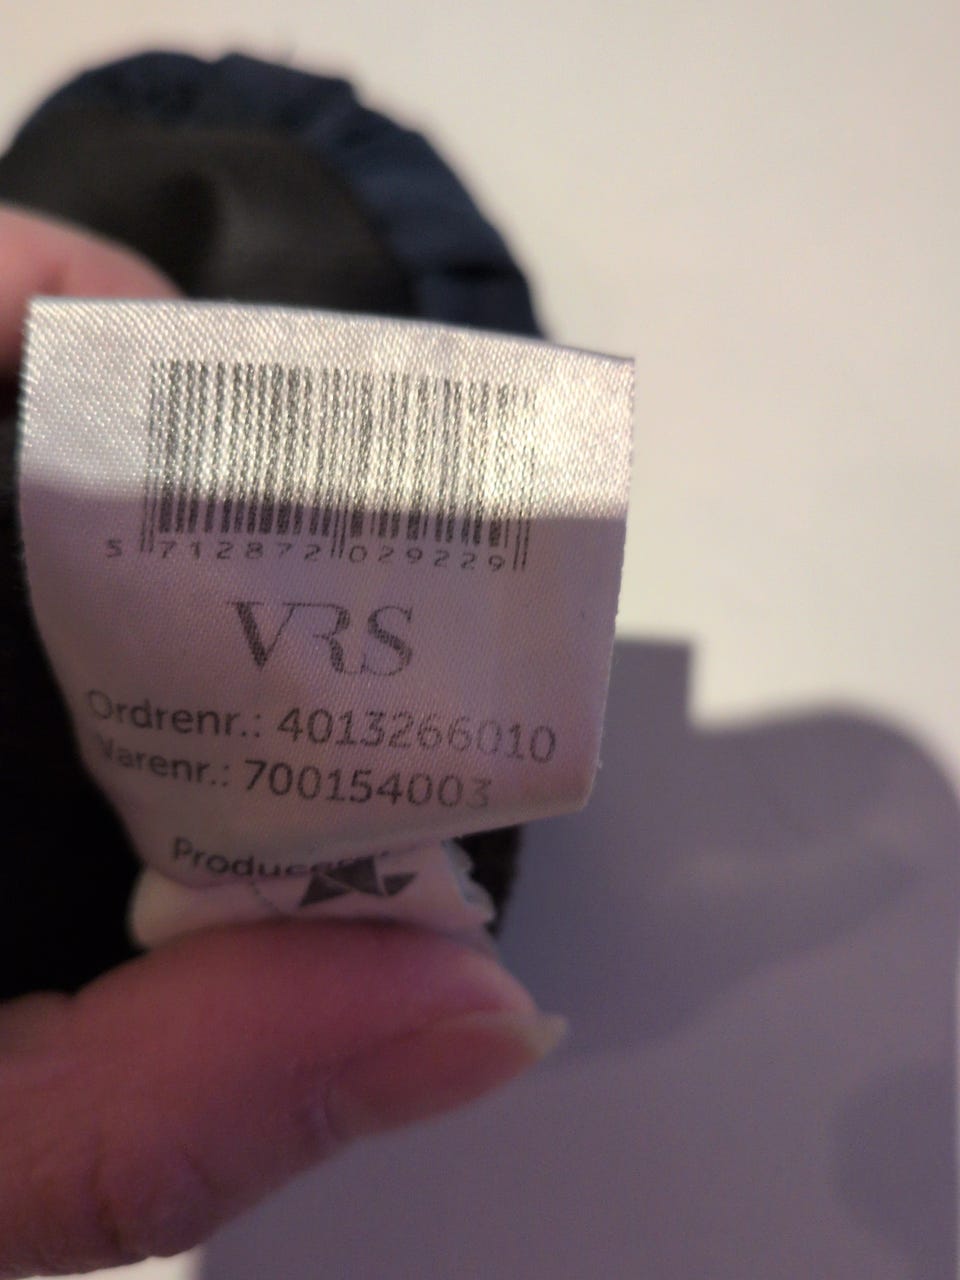 5 712872 029229
VRS
Ordrenr.: 4013266010
Varenr.: 700154003